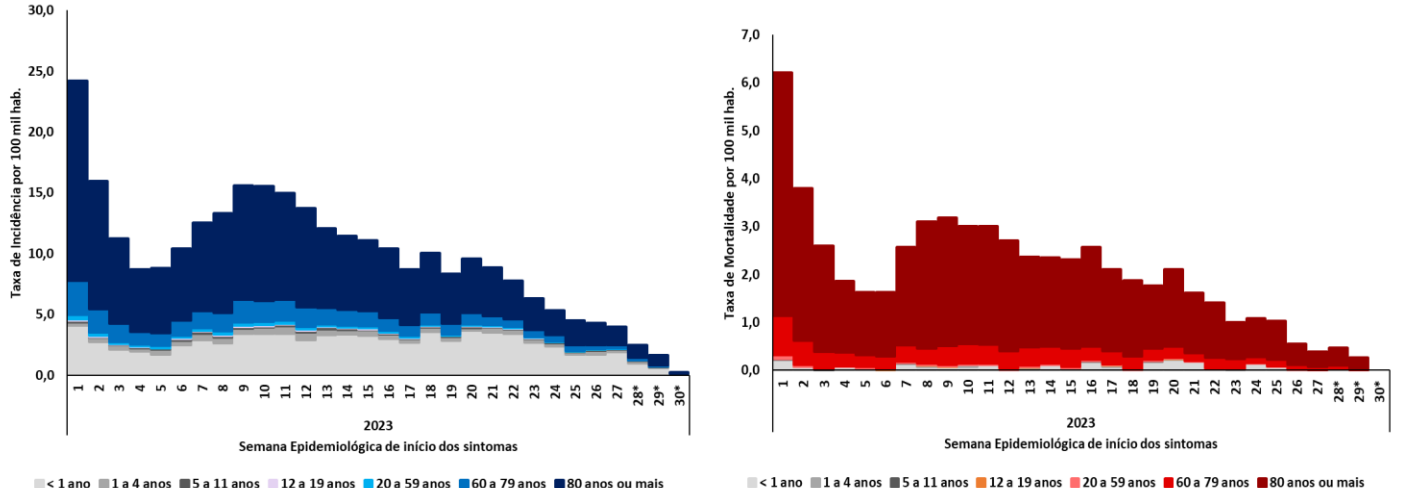 30,0
25,0
20,0
15,0
10,0
5,0
0,0
Taxa de Incidência por 100 mil hab.
1 2 3 4 5 6 7 8 9 10 11 12 13 14 15 16 17 18 19 20 21 22 23 24 25 26 27 28* 29* 30*
2023
Semana Epidemiológica de início dos sintomas
< 1 ano 1 a 4 anos 5 a 11 anos 12 a 19 anos 20 a 59 anos 60 a 79 anos 80 anos ou mais
7,0
6,0
5,0
4,0
3,0
2,0
1,0
0,0
Taxa de Mortalidade por 100 mil hab.
1 2 3 4 5 6 7 8 9 10 11 12 13 14 15 16 17 18 19 20 21 22 23 24 25 26 27 28* 29* 30*
2023
Semana Epidemiológica de início dos sintomas
< 1 ano 1 a 4 anos 5 a 11 anos 12 a 19 anos 20 a 59 anos 60 a 79 anos 80 anos ou mais